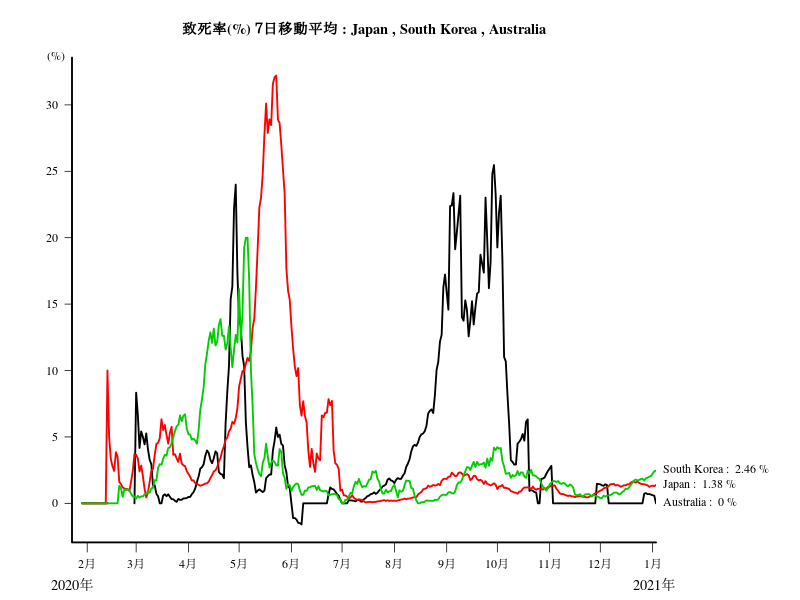 致死率(%) 7日移動平均 : Japan , South Korea , Australia
(%)
30
25
20
15
10
5
0
South Korea : 2.46 %
Japan : 1.38 %
Australia : 0 %
2月 3月 4月 5月 6月 7月 8月 9月 10月 11月 12月 1月
2020年 2021年